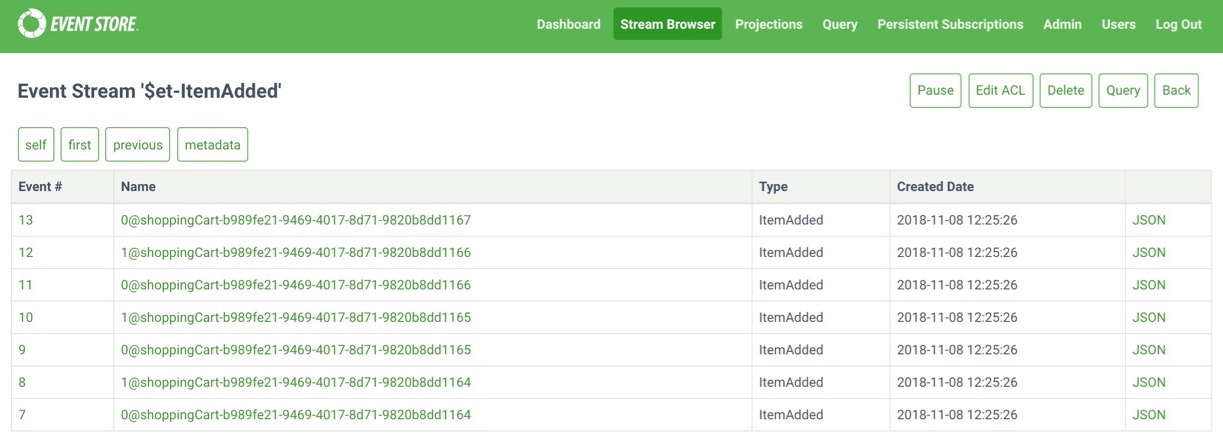 EVENT STORE Dashboard Stream Browser Projections Query Persistent Subscriptions Admin Users Log Out
Event Stream '$et-ItemAdded' Pause Edit ACL Delete Query Back
self first previous metadata
Event # Name Type Created Date
13 0@shoppingCart-b989fe21-9469-4017-8d71-9820b8dd1167 ItemAdded 2018-11-08 12:25:26 JSON
12 1@shoppingCart-b989fe21-9469-4017-8d71-9820b8dd1166 ItemAdded 2018-11-08 12:25:26 JSON
11 0@shoppingCart-b989fe21-9469-4017-8d71-9820b8dd1166 ItemAdded 2018-11-08 12:25:26 JSON
10 1@shoppingCart-b989fe21-9469-4017-8d71-9820b8dd1165 ItemAdded 2018-11-08 12:25:26 JSON
9 0@shoppingCart-b989fe21-9469-4017-8d71-9820b8dd1165 ItemAdded 2018-11-08 12:25:26 JSON
8 1@shoppingCart-b989fe21-9469-4017-8d71-9820b8dd1164 ItemAdded 2018-11-08 12:25:26 JSON
7 0@shoppingCart-b989fe21-9469-4017-8d71-9820b8dd1164 ItemAdded 2018-11-08 12:25:26 JSON